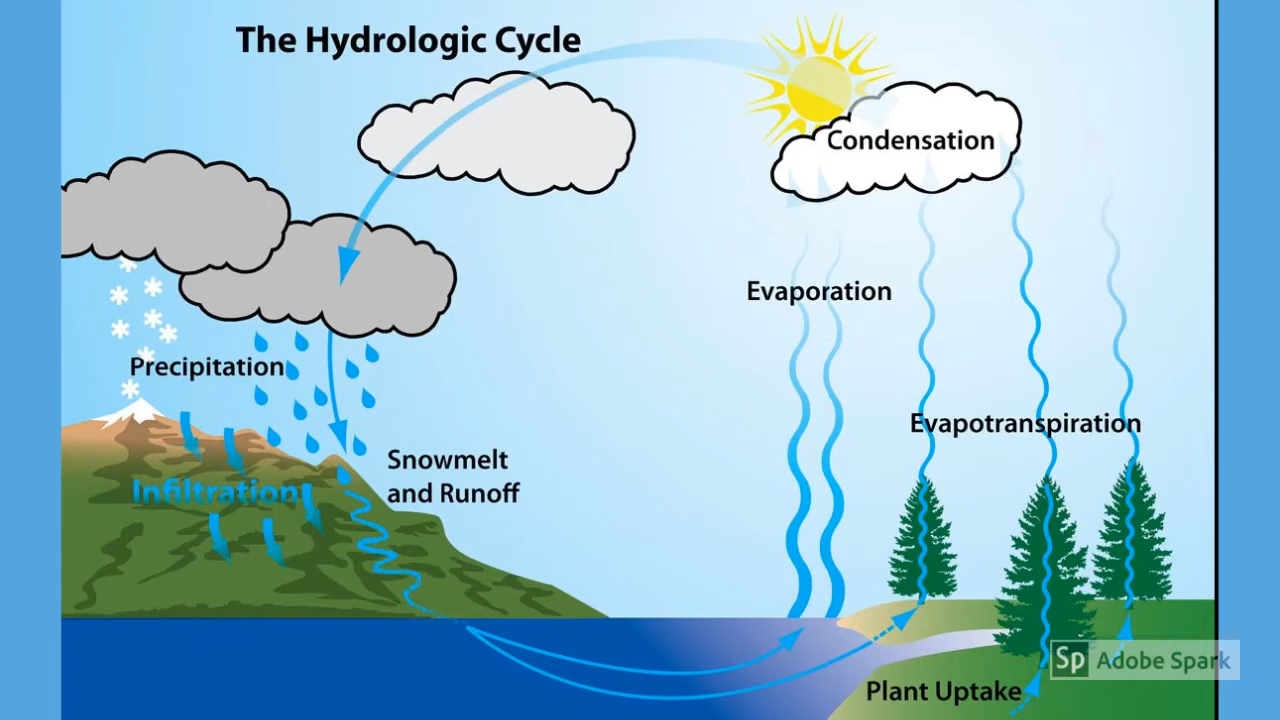 The Hydrologic Cycle
Condensation
Evaporation
Precipitation
Evapotranspiration
Snowmelt
and Runoff
Infiltration
Plant Uptake
Sp Adobe Spark